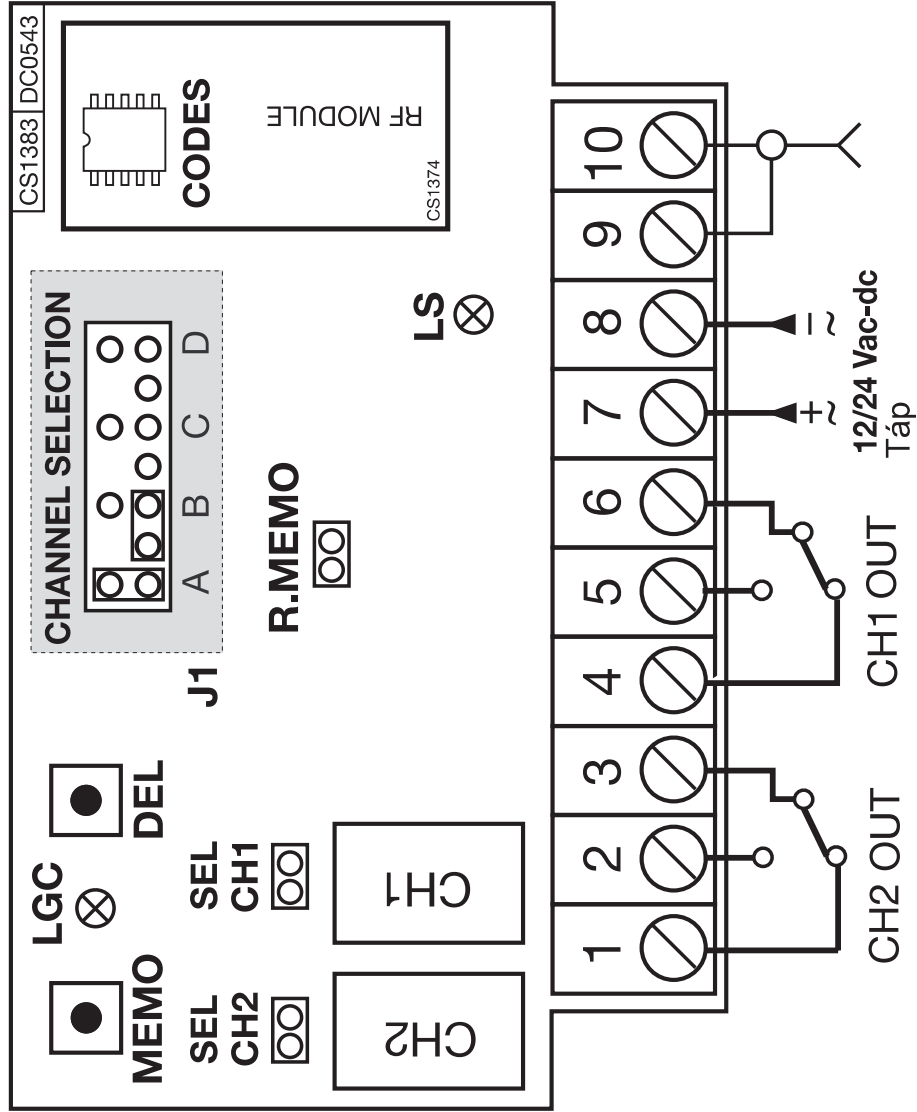 CS1383
DC0543
CODES
RF MODULE
CS1374
CHANNEL SELECTION
A
B
C
D
J1
LS
R.MEMO
DEL
LGC
MEMO
SEL
CH1
SEL
CH2
CH1
CH2
1
2
3
4
5
6
7
8
9
10
+~
–~
12/24 Vac-dc
Táp
CH1 OUT
CH2 OUT